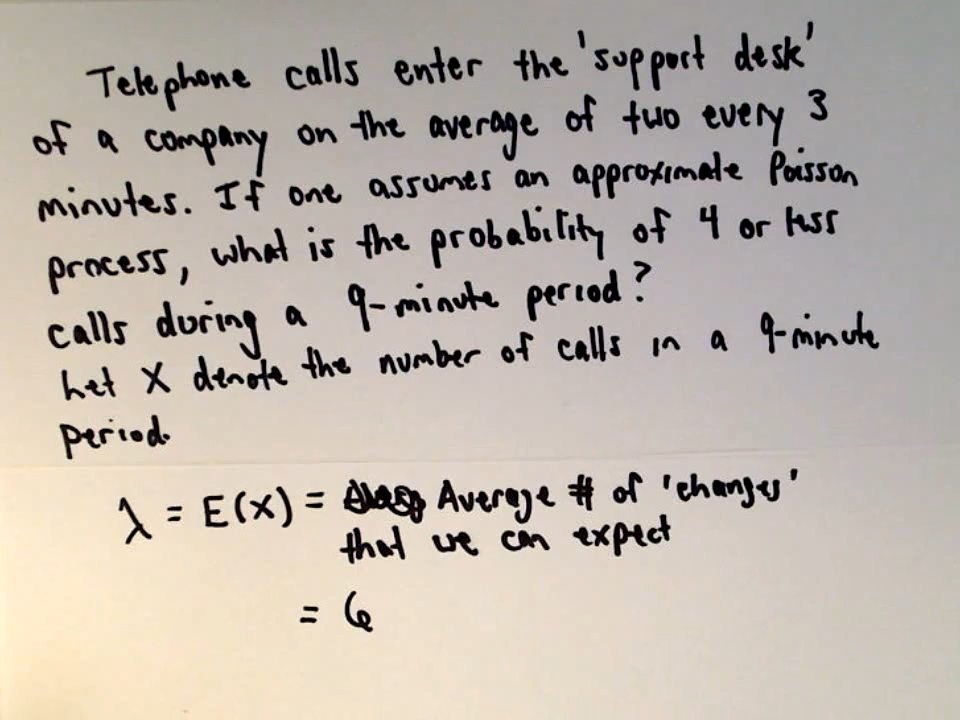 Telephone calls enter the 'support desk'
of a company on the average of two every 3
minutes. If one assumes an approximate Poisson
process, what is the probability of 4 or less
calls during a 9-minute period?
Let X denote the number of calls in a 9-minute
period.
λ = E(X) = Average # of 'changes'
that we can expect
= 6